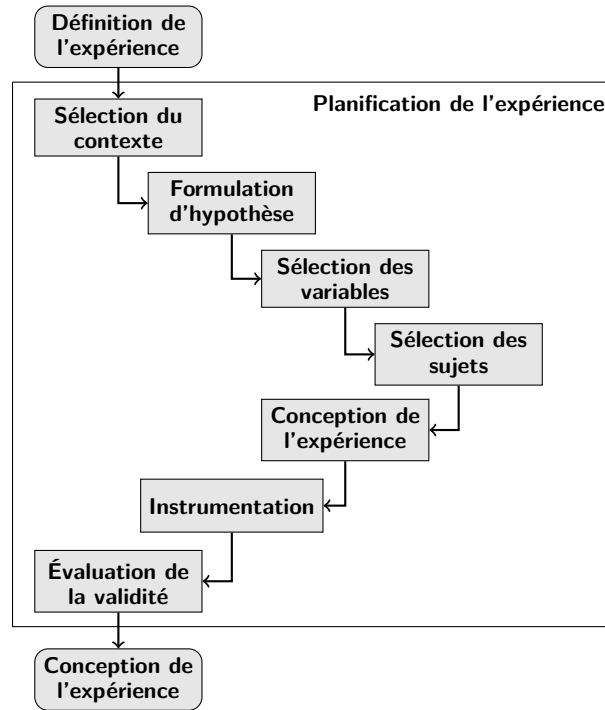 Définition de
l'expérience
Planification de l'expérience
Sélection du
contexte
Formulation
d'hypothèse
Sélection des
variables
Sélection des
sujets
Conception de
l'expérience
Instrumentation
Évaluation de
la validité
Conception de
l'expérience